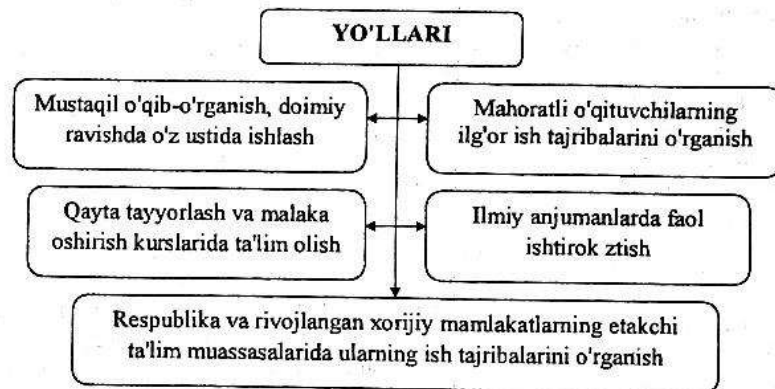 YO'LLARI
Mustaqil o'qib-o'rganish, doimiy
ravishda o'z ustida ishlash
Mahoratli o'qituvchilarning
ilg'or ish tajribalarini o'rganish
Qayta tayyorlash va malaka
oshirish kurslarida ta'lim olish
Ilmiy anjumanlarda faol
ishtirok ztish
Respublika va rivojlangan xorijiy mamlakatlarning etakchi
ta'lim muassasalarida ularning ish tajribalarini o'rganish